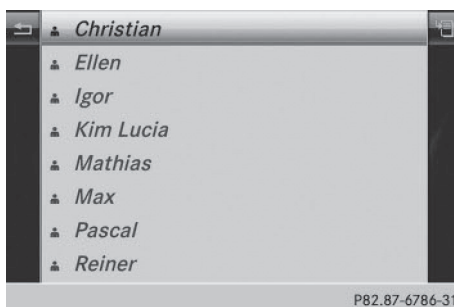 Christian
Ellen
Igor
Kim Lucia
Mathias
Max
Pascal
Reiner
P82.87-6786-31